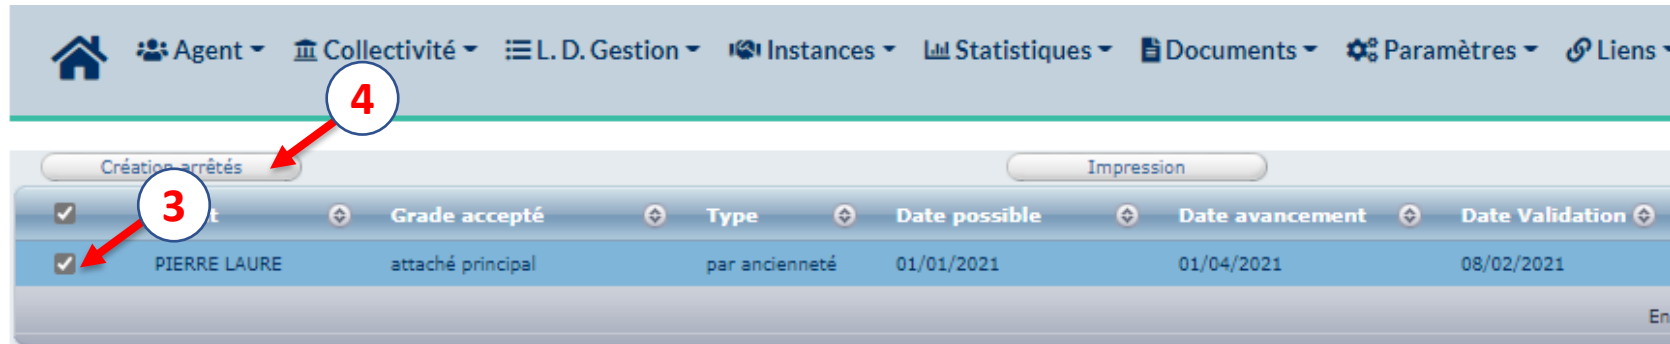 Agent Collectivité L. D. Gestion Instances Statistiques Documents Paramètres Liens
4
Création arrêtés Impression
3
t Grade accepté Type Date possible Date avancement Date Validation
PIERRE LAURE attaché principal par ancienneté 01/01/2021 01/04/2021 08/02/2021
En